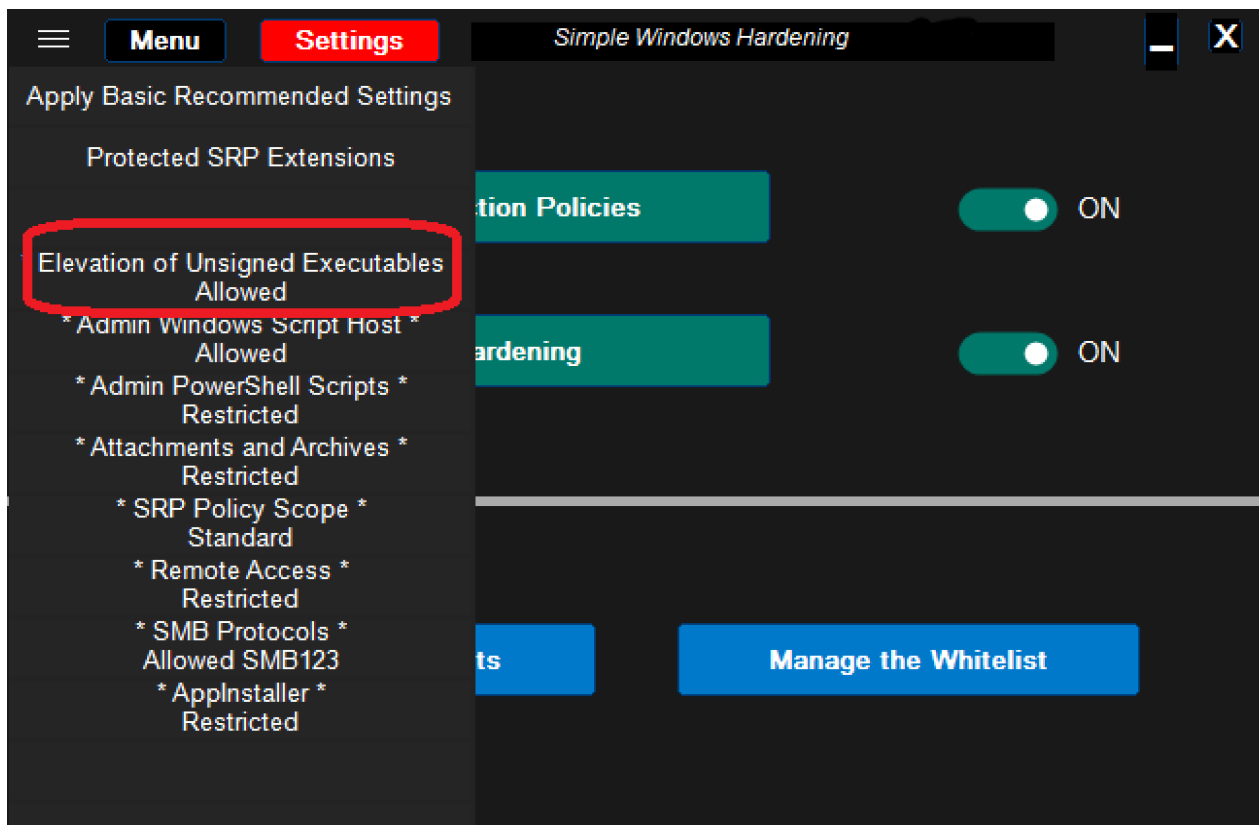 Menu
Settings
Simple Windows Hardening
X
Apply Basic Recommended Settings
Protected SRP Extensions
tion Policies
ON
Elevation of Unsigned Executables
Allowed
* Admin Windows Script Host *
Allowed
ardening
ON
* Admin PowerShell Scripts *
Restricted
* Attachments and Archives *
Restricted
* SRP Policy Scope *
Standard
* Remote Access *
Restricted
* SMB Protocols *
Allowed SMB123
ts
Manage the Whitelist
* AppInstaller *
Restricted